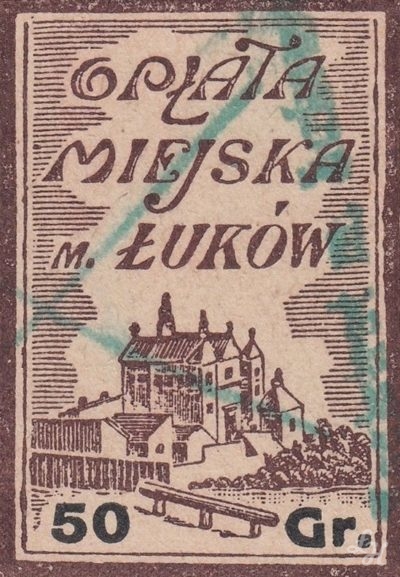 OPŁATA
MIEJSKA
M. ŁUKÓW
50 Gr.